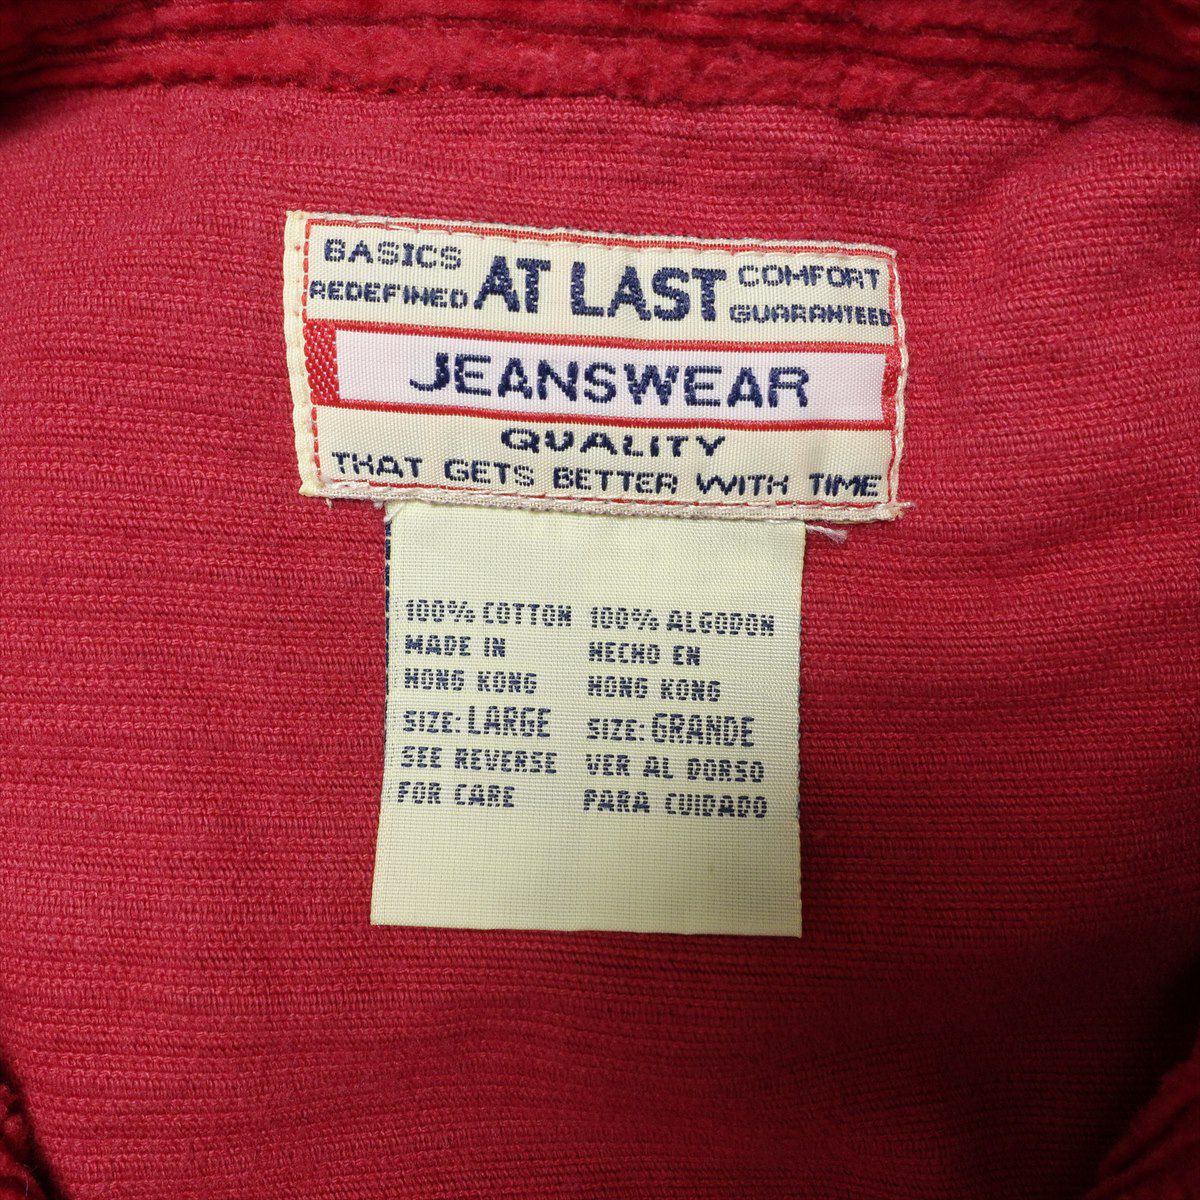 BASICS
REDEFINED
AT LAST
COMFORT
GUARANTEED
JEANSWEAR
QUALITY
THAT GETS BETTER WITH TIME
100% COTTON
MADE IN
HONG KONG
SIZE: LARGE
SEE REVERSE
FOR CARE
100% ALGODON
HECHO EN
HONG KONG
SIZE: GRANDE
VER AL DORSO
PARA CUIDADO